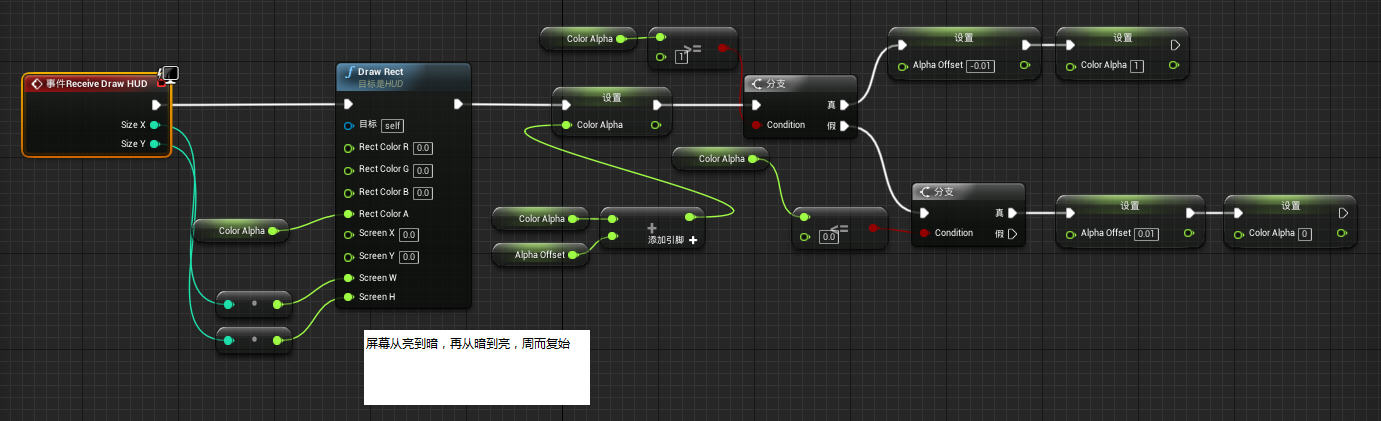 事件Receive Draw HUD
Size X
Size Y
Color Alpha
Draw Rect
目标是HUD
目标 self
Rect Color R 0.0
Rect Color G 0.0
Rect Color B 0.0
Rect Color A
Screen X 0.0
Screen Y 0.0
Screen W
Screen H
屏幕从亮到暗，再从暗到亮，周而复始
Color Alpha
>=
1
设置
Color Alpha
Color Alpha
Alpha Offset
+
添加引脚 +
分支
真
Condition 假
Color Alpha
<=
0.0
设置
Alpha Offset -0.01
设置
Color Alpha 1
分支
真
Condition 假
设置
Alpha Offset 0.01
设置
Color Alpha 0